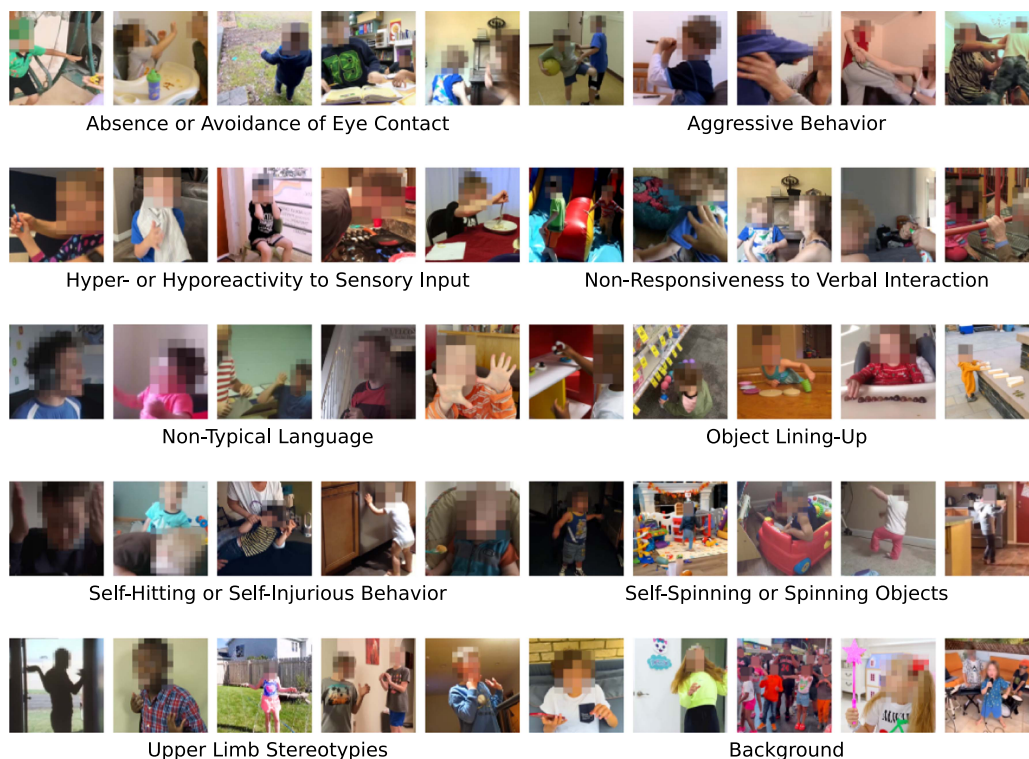 Absence or Avoidance of Eye Contact
Aggressive Behavior
Hyper- or Hyporeactivity to Sensory Input
Non-Responsiveness to Verbal Interaction
Non-Typical Language
Object Lining-Up
Self-Hitting or Self-Injurious Behavior
Self-Spinning or Spinning Objects
Upper Limb Stereotypies
Background